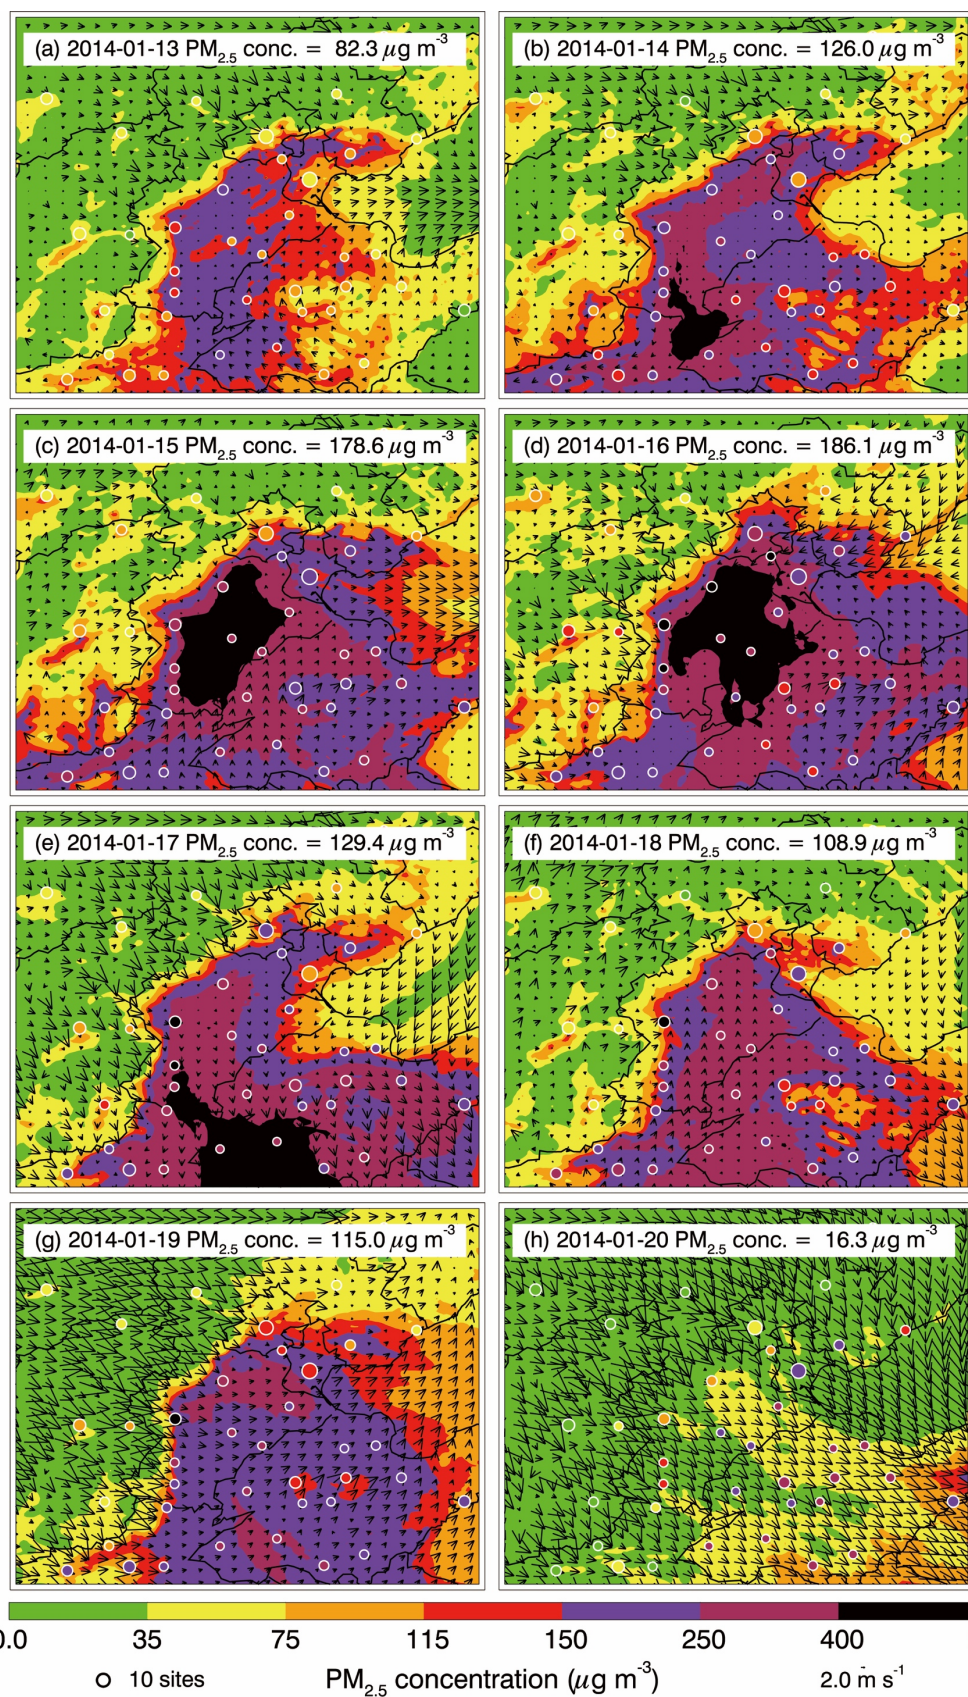 (a) 2014-01-13 PM2.5 conc. = 82.3 μg m-3
(b) 2014-01-14 PM2.5 conc. = 126.0 μg m-3
(c) 2014-01-15 PM2.5 conc. = 178.6 μg m-3
(d) 2014-01-16 PM2.5 conc. = 186.1 μg m-3
(e) 2014-01-17 PM2.5 conc. = 129.4 μg m-3
(f) 2014-01-18 PM2.5 conc. = 108.9 μg m-3
(g) 2014-01-19 PM2.5 conc. = 115.0 μg m-3
(h) 2014-01-20 PM2.5 conc. = 16.3 μg m-3
0.0 35 75 115 150 250 400
10 sites PM2.5 concentration (μg m-3) 2.0 m s-1